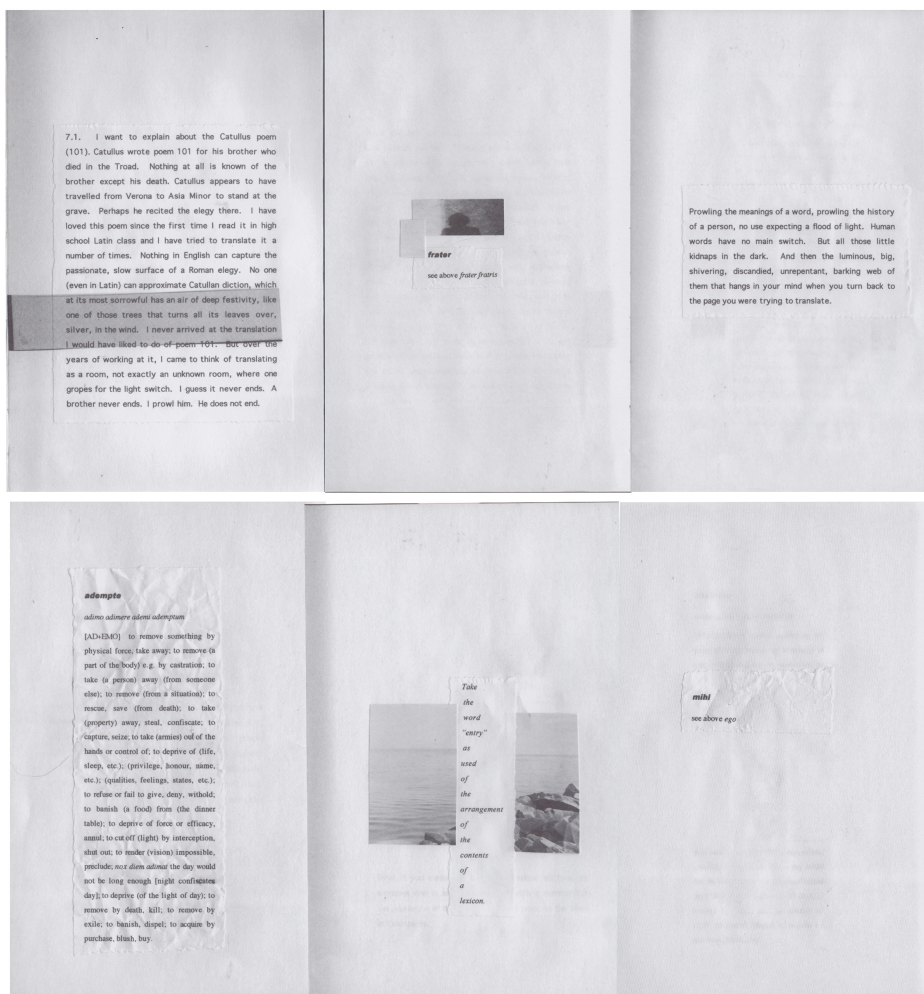 7.1. I want to explain about the Catullus poem
(101). Catullus wrote poem 101 for his brother who
died in the Troad. Nothing at all is known of the
brother except his death. Catullus appears to have
travelled from Verona to Asia Minor to stand at the
grave. Perhaps he recited the elegy there. I have
loved this poem since the first time I read it in high
school Latin class and I have tried to translate it a
number of times. Nothing in English can capture the
passionate, slow surface of a Roman elegy. No one
(even in Latin) can approximate Catullan diction, which
at its most sorrowful has an air of deep festivity, like
one of those trees that turns all its leaves over,
silver, in the wind. I never arrived at the translation
I would have liked to do of poem 101. But over the
years of working at it, I came to think of translating
as a room, not exactly an unknown room, where one
gropes for the light switch. I guess it never ends. A
brother never ends. I prowl him. He does not end.
frater
see above frater fratris
Prowling the meanings of a word, prowling the history
of a person, no use expecting a flood of light. Human
words have no main switch. But all those little
kidnaps in the dark. And then the luminous, big,
shivering, discandied, unrepentant, barking web of
them that hangs in your mind when you turn back to
the page you were trying to translate.
adempte
adimo adimere ademi ademptum
[AD+EMO] to remove something by
physical force, take away; to remove (a
part of the body) e.g. by castration; to
take (a person) away (from someone
else); to remove (from a situation); to
rescue, save (from death); to take
(property) away, steal, confiscate; to
capture, seize; to take (armies) out of the
hands or control of; to deprive of (life,
sleep, etc.); (privilege, honour, name,
etc.); (qualities, feelings, states, etc.);
to refuse or fail to give, deny, withold;
to banish (a food) from (the dinner
table); to deprive of force or efficacy,
annul; to cut off (light) by interception,
shut out; to render (vision) impossible,
preclude; nox diem adimat the day would
not be long enough [night confiscates
day]; to deprive (of the light of day); to
remove by death, kill; to remove by
exile; to banish, dispel; to acquire by
purchase, blush, buy.
Take
the
word
"entry"
as
used
of
the
arrangement
of
the
contents
of
a
lexicon.
mihi
see above ego